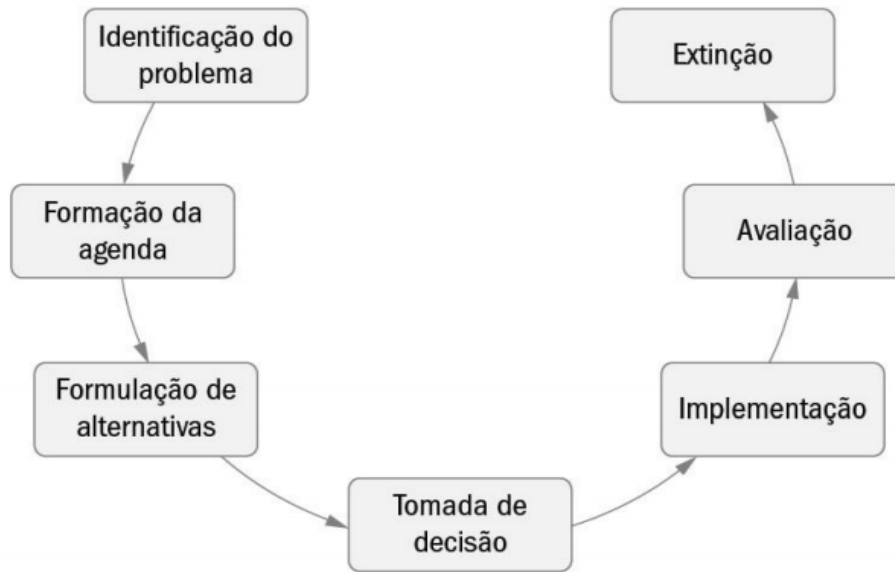 Identificação do
problema
Formação da
agenda
Formulação de
alternativas
Tomada de
decisão
Implementação
Avaliação
Extinção